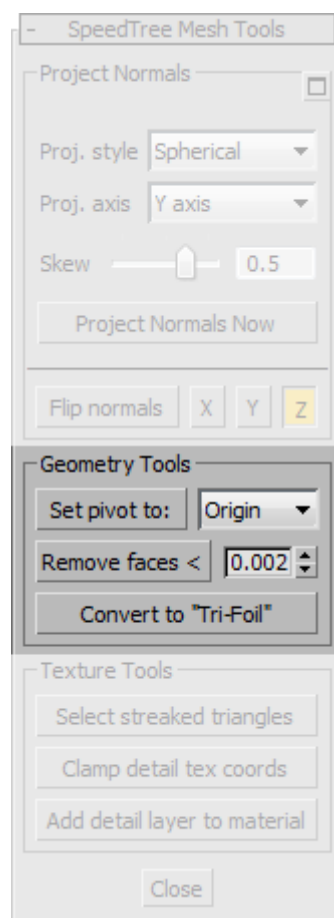 - SpeedTree Mesh Tools
Project Normals
Proj. style Spherical
Proj. axis Y axis
Skew 0.5
Project Normals Now
Flip normals X Y Z
Geometry Tools
Set pivot to: Origin
Remove faces < 0.002
Convert to "Tri-Foil"
Texture Tools
Select streaked triangles
Clamp detail tex coords
Add detail layer to material
Close